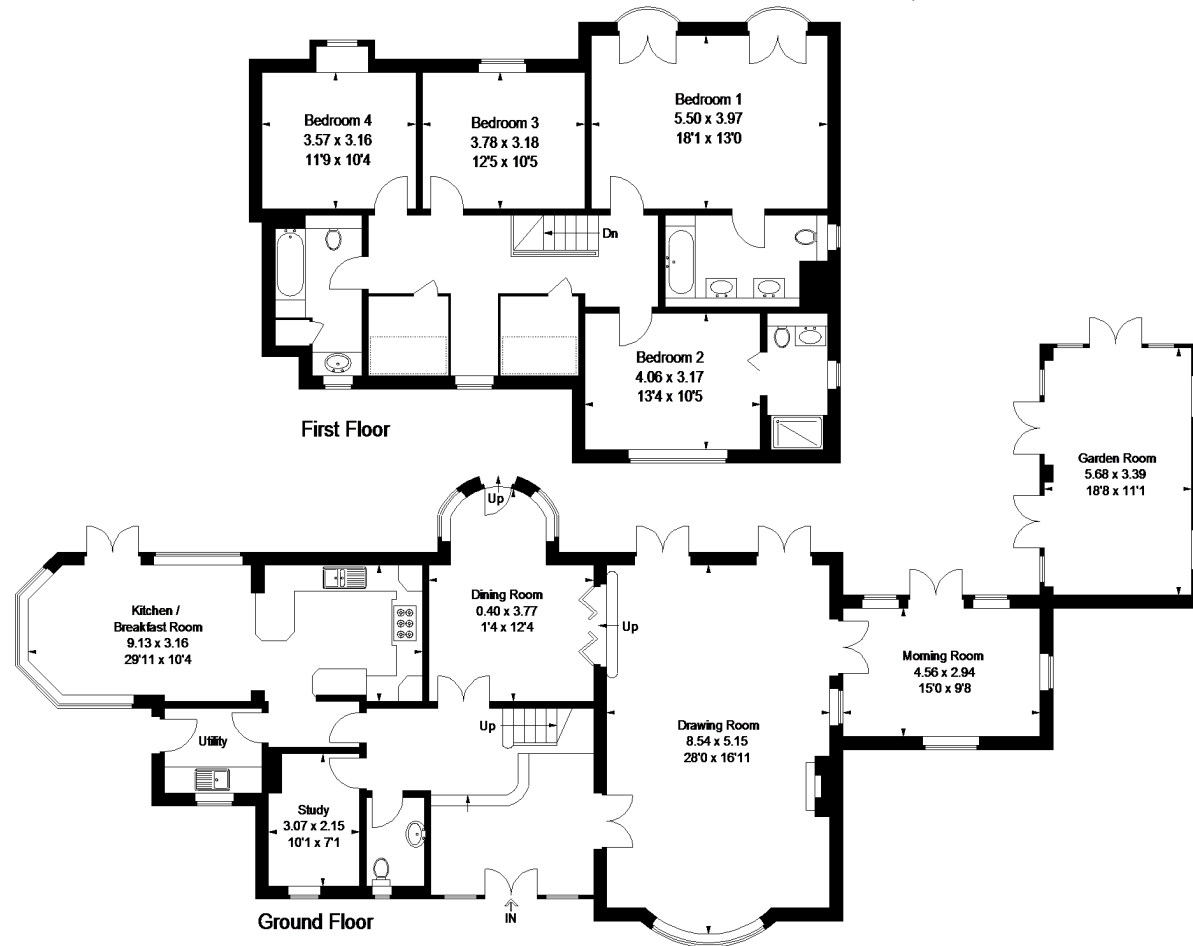 Bedroom 1
5.50 x 3.97
18'1 x 13'0
Bedroom 4
3.57 x 3.16
11'9 x 10'4
Bedroom 3
3.78 x 3.18
12'5 x 10'5
Dn
Bedroom 2
4.06 x 3.17
13'4 x 10'5
First Floor
Garden Room
5.68 x 3.39
18'8 x 11'1
Up
Dining Room
0.40 x 3.77
1'4 x 12'4
Kitchen /
Breakfast Room
9.13 x 3.16
29'11 x 10'4
Up
Morning Room
4.56 x 2.94
15'0 x 9'8
Up
Drawing Room
8.54 x 5.15
28'0 x 16'11
Utility
Study
3.07 x 2.15
10'1 x 7'1
IN
Ground Floor